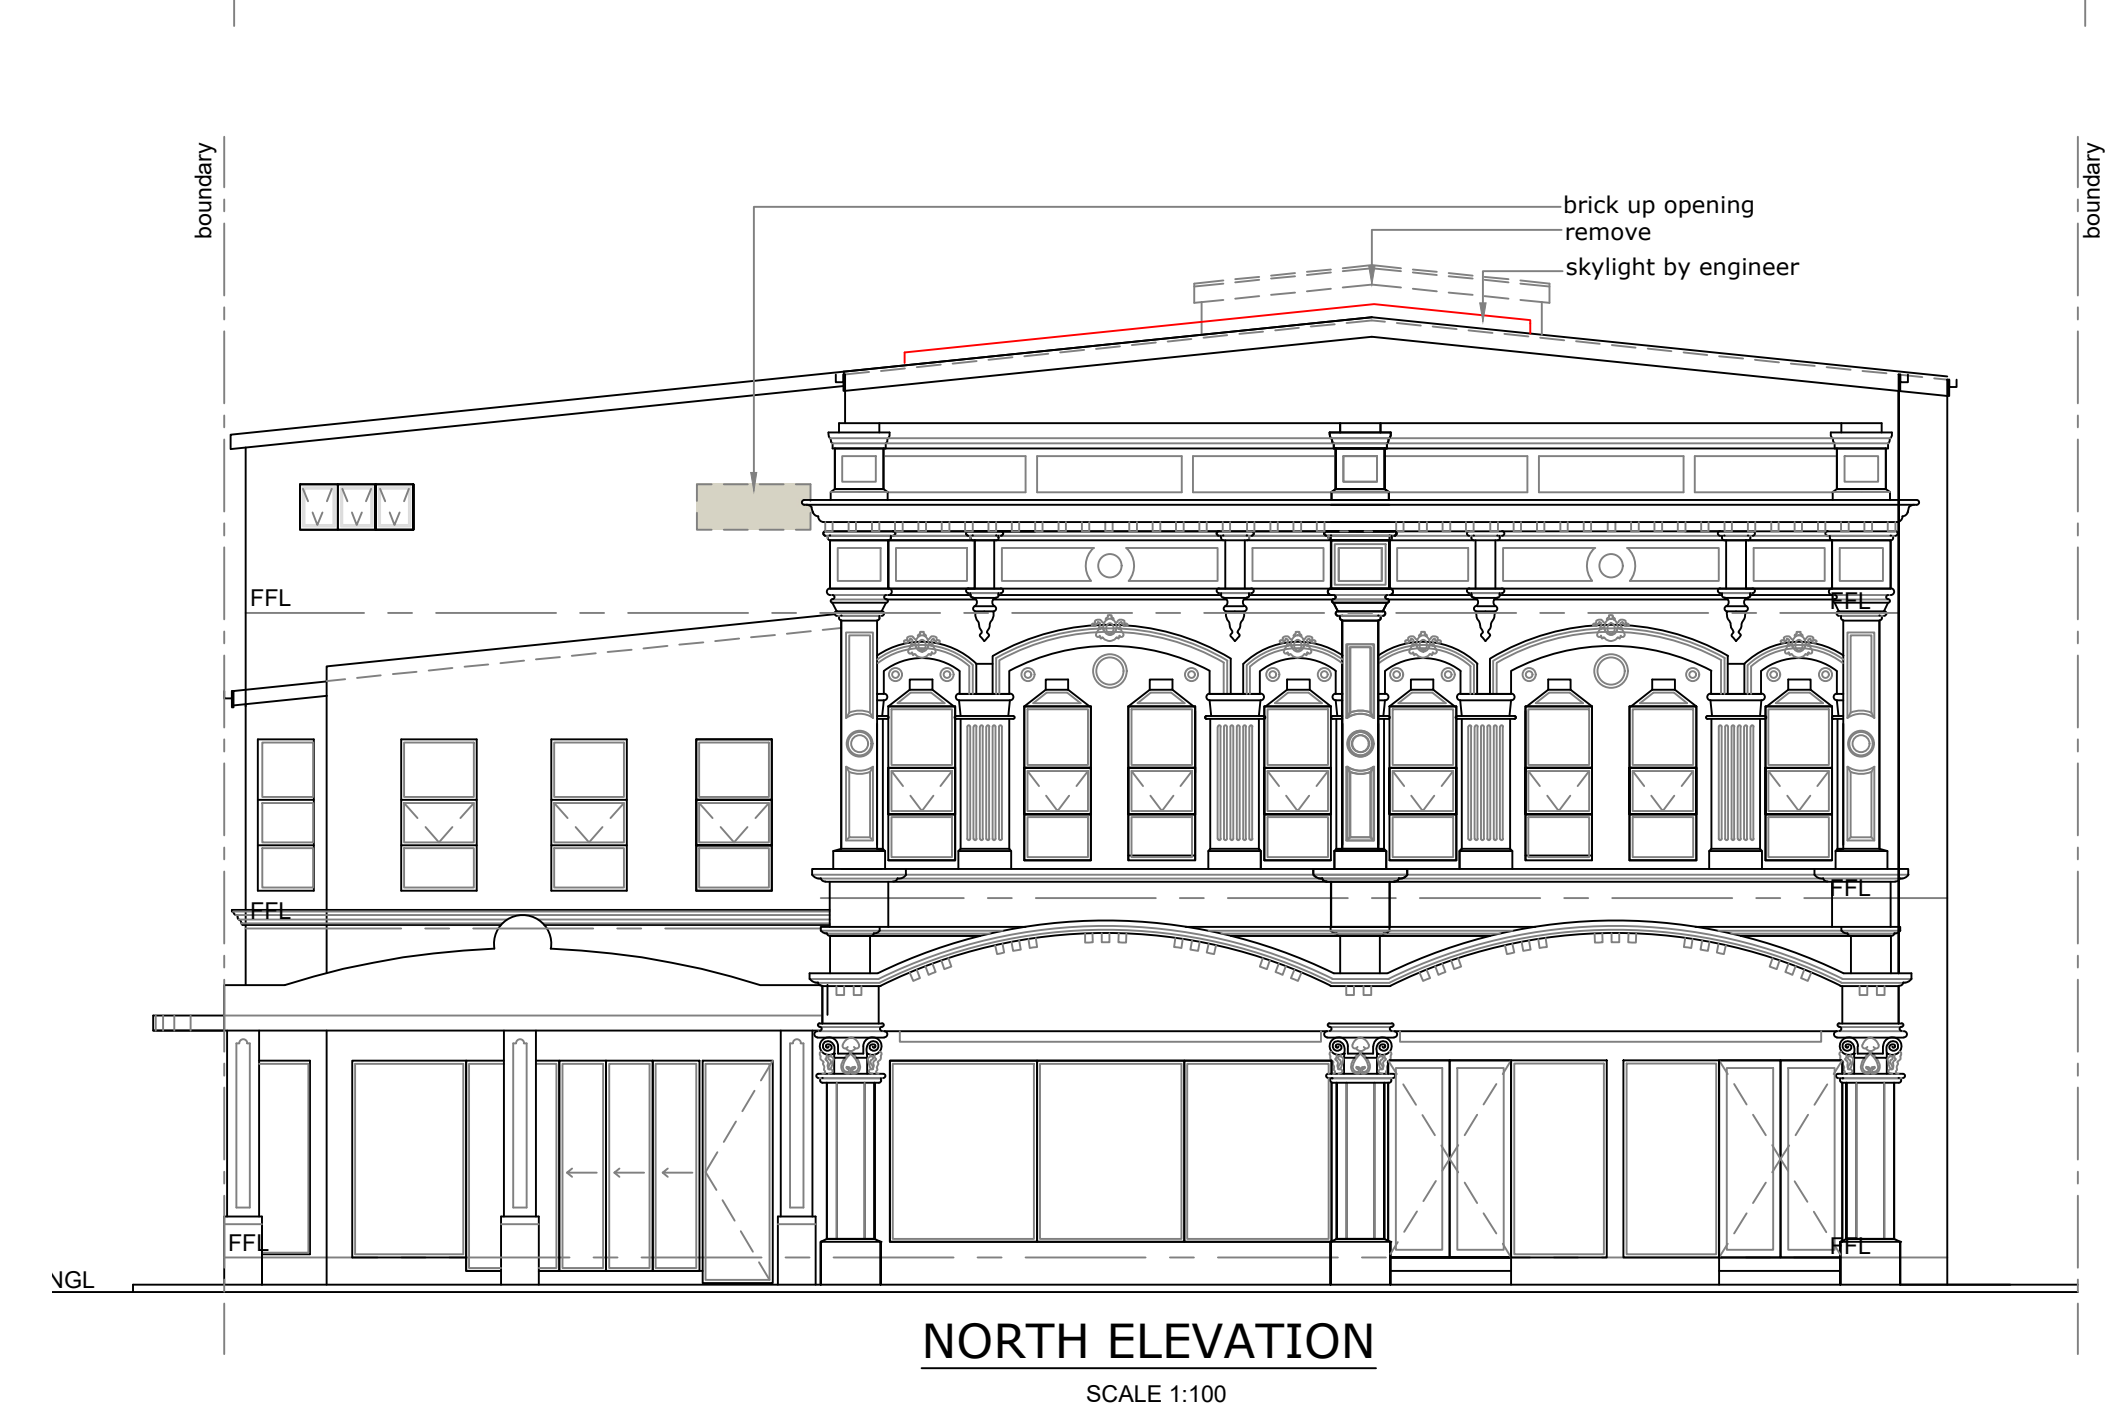 boundary
boundary
brick up opening
remove
skylight by engineer
FFL
FFL
FFL
FFL
FFL
FFL
NGL
NORTH ELEVATION
SCALE 1:100